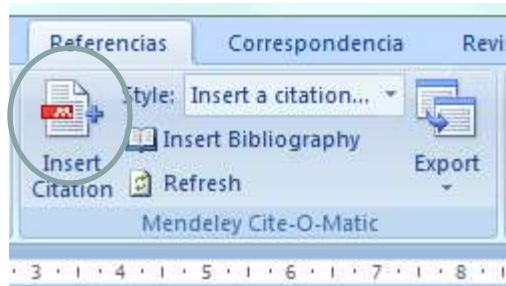 Referencias Correspondencia Revi
Style: Insert a citation...
Insert Bibliography
Insert Citation
Refresh
Export
Mendeley Cite-O-Matic
3 4 5 6 7 8